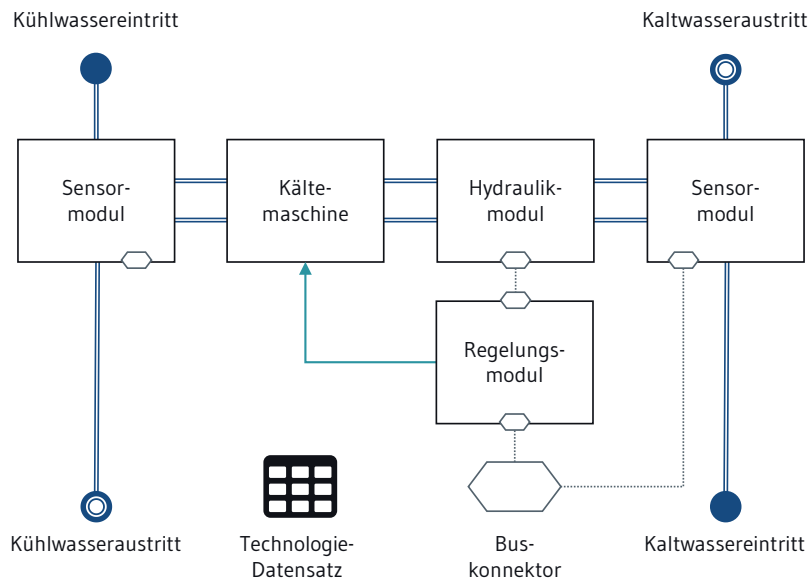 Kühlwassereintritt
Kaltwasseraustritt
Sensor-
modul
Kälte-
maschine
Hydraulik-
modul
Sensor-
modul
Regelungs-
modul
Kühlwasseraustritt
Technologie-
Datensatz
Bus-
konnektor
Kaltwassereintritt